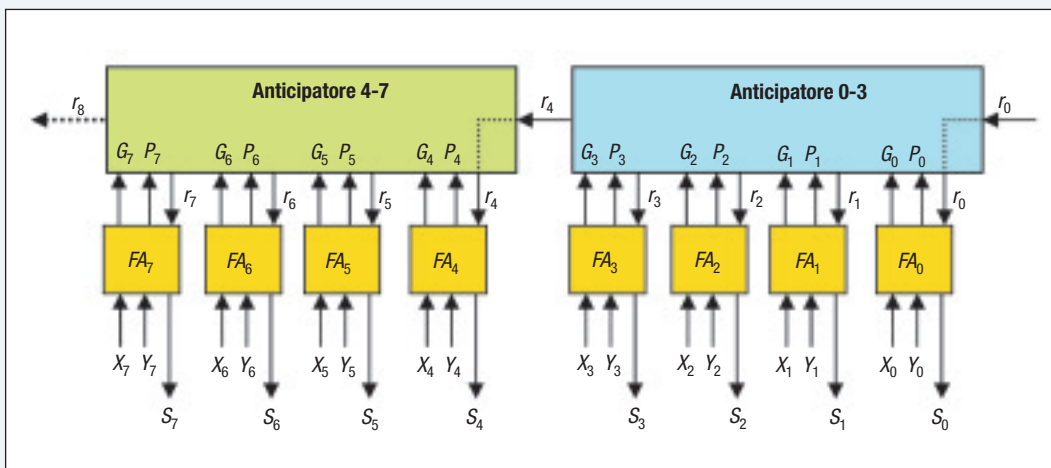 Anticipatore 4-7 Anticipatore 0-3
r8 r4 r0
G7 P7 G6 P6 G5 P5 G4 P4 G3 P3 G2 P2 G1 P1 G0 P0
r7 r6 r5 r4 r3 r2 r1 r0
FA7 FA6 FA5 FA4 FA3 FA2 FA1 FA0
X7 Y7 X6 Y6 X5 Y5 X4 Y4 X3 Y3 X2 Y2 X1 Y1 X0 Y0
S7 S6 S5 S4 S3 S2 S1 S0